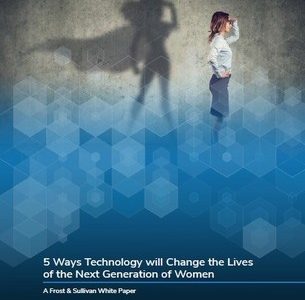 5 Ways Technology will Change the Lives
of the Next Generation of Women
A Frost & Sullivan White Paper